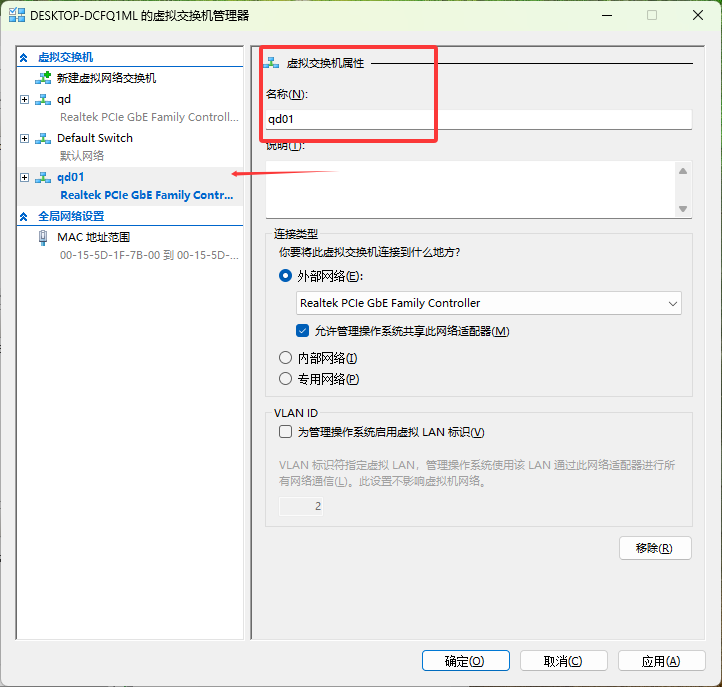 DESKTOP-DCFQ1ML 的虚拟交换机管理器
虚拟交换机
新建虚拟网络交换机
qd
Realtek PCIe GbE Family Controll...
Default Switch
默认网络
qd01
Realtek PCIe GbE Family Contr...
全局网络设置
MAC 地址范围
00-15-5D-1F-7B-00 到 00-15-5D-...
虚拟交换机属性
名称(N):
qd01
说明(T):
连接类型
你要将此虚拟交换机连接到什么地方?
外部网络(E):
Realtek PCIe GbE Family Controller
允许管理操作系统共享此网络适配器(M)
内部网络(I)
专用网络(P)
VLAN ID
为管理操作系统启用虚拟 LAN 标识(V)
VLAN 标识符指定虚拟 LAN，管理操作系统使用该 LAN 通过此网络适配器进行所
有网络通信(L)。此设置不影响虚拟机网络。
2
移除(R)
确定(O)
取消(C)
应用(A)